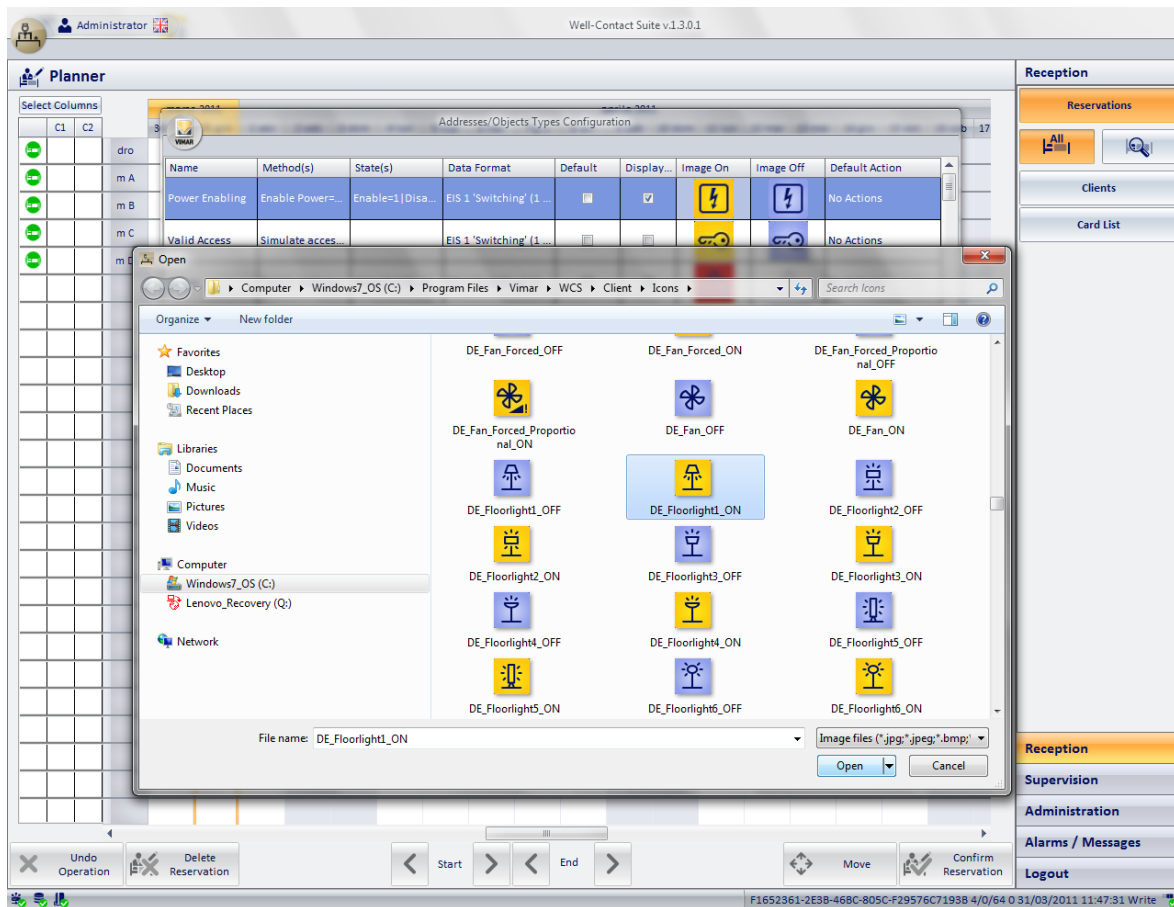 Administrator
Well-Contact Suite v.1.3.0.1
Planner
Select Columns
C1 C2
dro
m A
m B
m C
17
Addresses/Objects Types Configuration
VIMAR
Name Method(s) State(s) Data Format Default Display... Image On Image Off Default Action
Power Enabling Enable Power=... Enable=1|Disa... EIS 1 'Switching' (1 ... No Actions
Valid Access Simulate acces... EIS 1 'Switching' (1 ... No Actions
Open
Computer Windows7_OS (C:) Program Files Vimar WCS Client Icons
Search Icons
Organize New folder
Favorites
Desktop
Downloads
Recent Places
Libraries
Documents
Music
Pictures
Videos
Computer
Windows7_OS (C:)
Lenovo_Recovery (Q:)
Network
DE_Fan_Forced_OFF DE_Fan_Forced_ON DE_Fan_Forced_Proportio
nal_OFF
DE_Fan_Forced_Proportio
nal_ON DE_Fan_OFF DE_Fan_ON
DE_Floorlight1_OFF DE_Floorlight1_ON DE_Floorlight2_OFF
DE_Floorlight2_ON DE_Floorlight3_OFF DE_Floorlight3_ON
DE_Floorlight4_OFF DE_Floorlight4_ON DE_Floorlight5_OFF
DE_Floorlight5_ON DE_Floorlight6_OFF DE_Floorlight6_ON
File name: DE_Floorlight1_ON
Image files (*.jpg;*.jpeg;*.bmp;
Open Cancel
Reception
Reservations
All
Clients
Card List
Reception
Supervision
Administration
Alarms / Messages
Logout
Undo
Operation
Delete
Reservation
Start
End
Move
Confirm
Reservation
F1652361-2E3B-46BC-805C-F29576C7193B 4/0/64 0 31/03/2011 11:47:31 Write